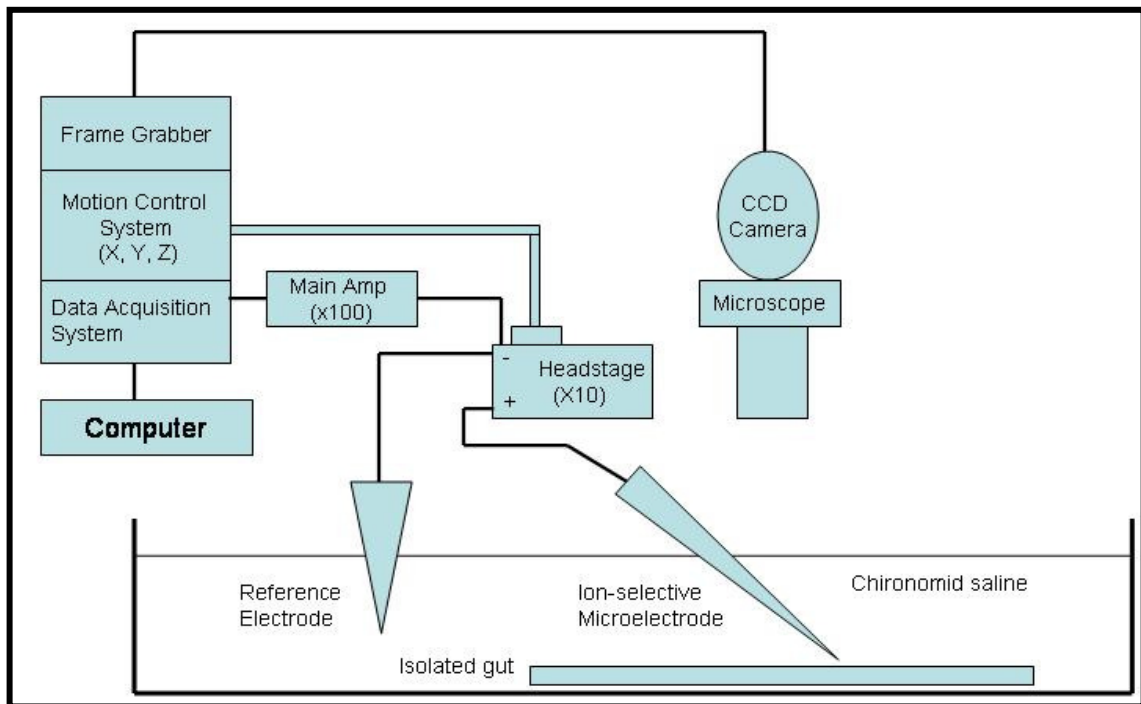 Frame Grabber
Motion Control
System
(X, Y, Z)
Data Acquisition
System
Main Amp
(x100)
Computer
-
Headstage
(X10)
+
CCD
Camera
Microscope
Reference
Electrode
Ion-selective
Microelectrode
Chironomid saline
Isolated gut